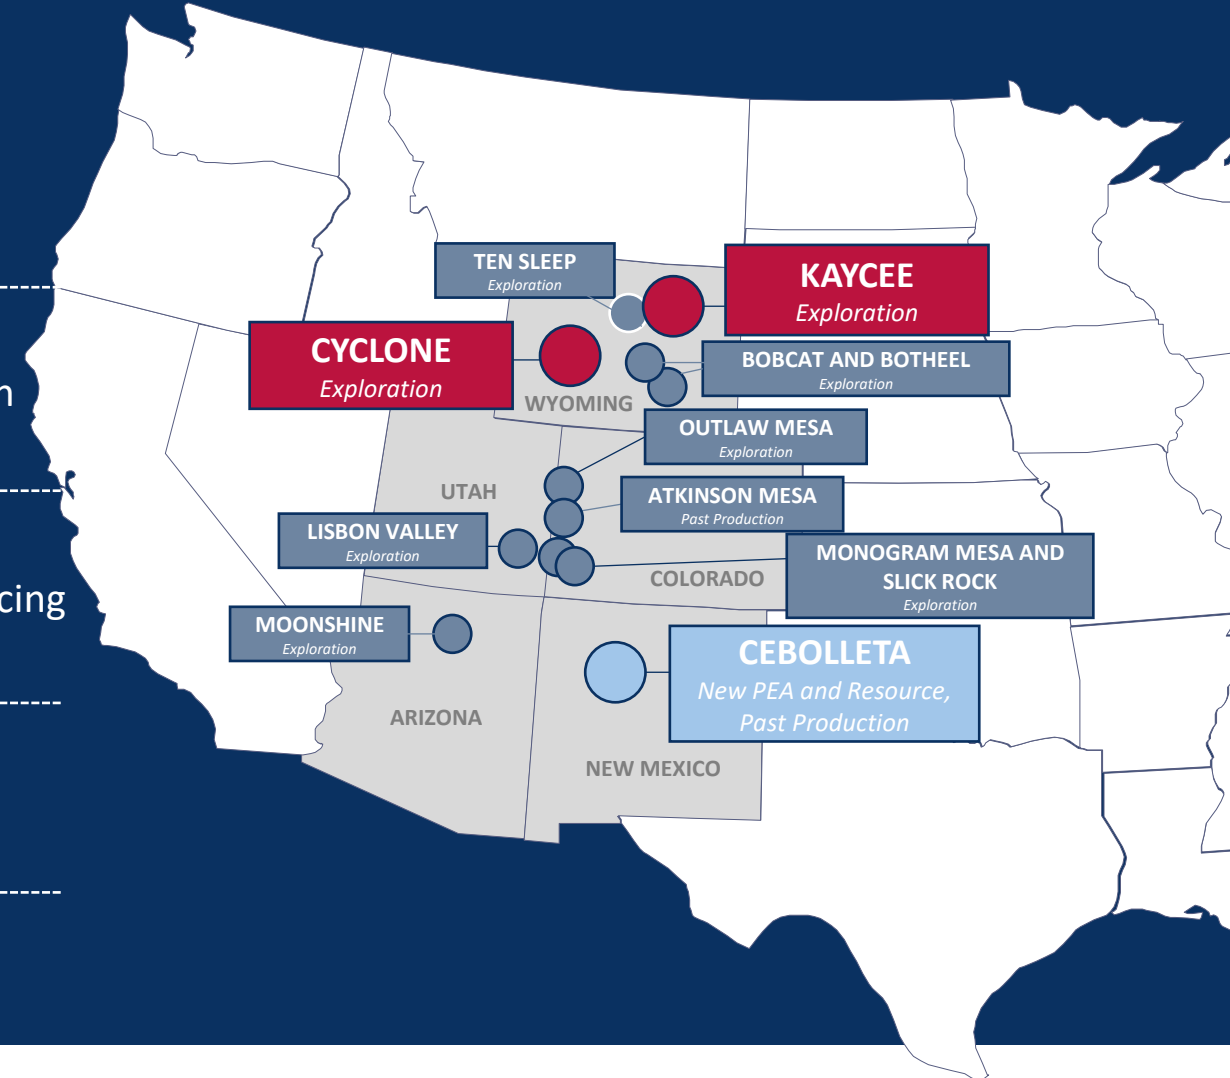 TEN SLEEP
Exploration
KAYCEE
Exploration
CYCLONE
Exploration
BOBCAT AND BOTHEEL
Exploration
WYOMING
n
OUTLAW MESA
Exploration
UTAH
ATKINSON MESA
Past Production
LISBON VALLEY
Exploration
MONOGRAM MESA AND
SLICK ROCK
Exploration
COLORADO
cing
MOONSHINE
Exploration
CEBOLLETA
New PEA and Resource,
Past Production
ARIZONA
NEW MEXICO